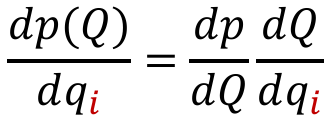 dp(Q)/dq_i = dp/dQ dQ/dq_i